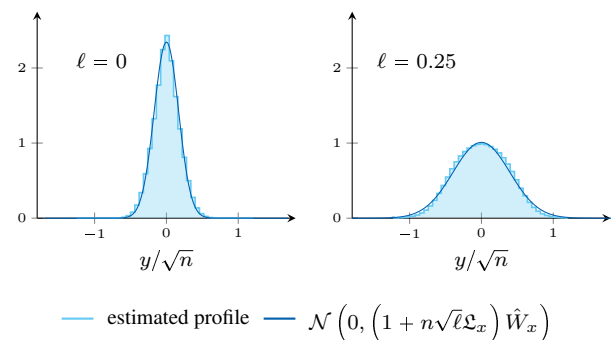 ℓ = 0
ℓ = 0.25
2
1
0
−1
0
1
y/√n
2
1
0
−1
0
1
y/√n
estimated profile
𝒩 (0, (1 + n√ℓ𝔏ₓ) Ŵₓ)